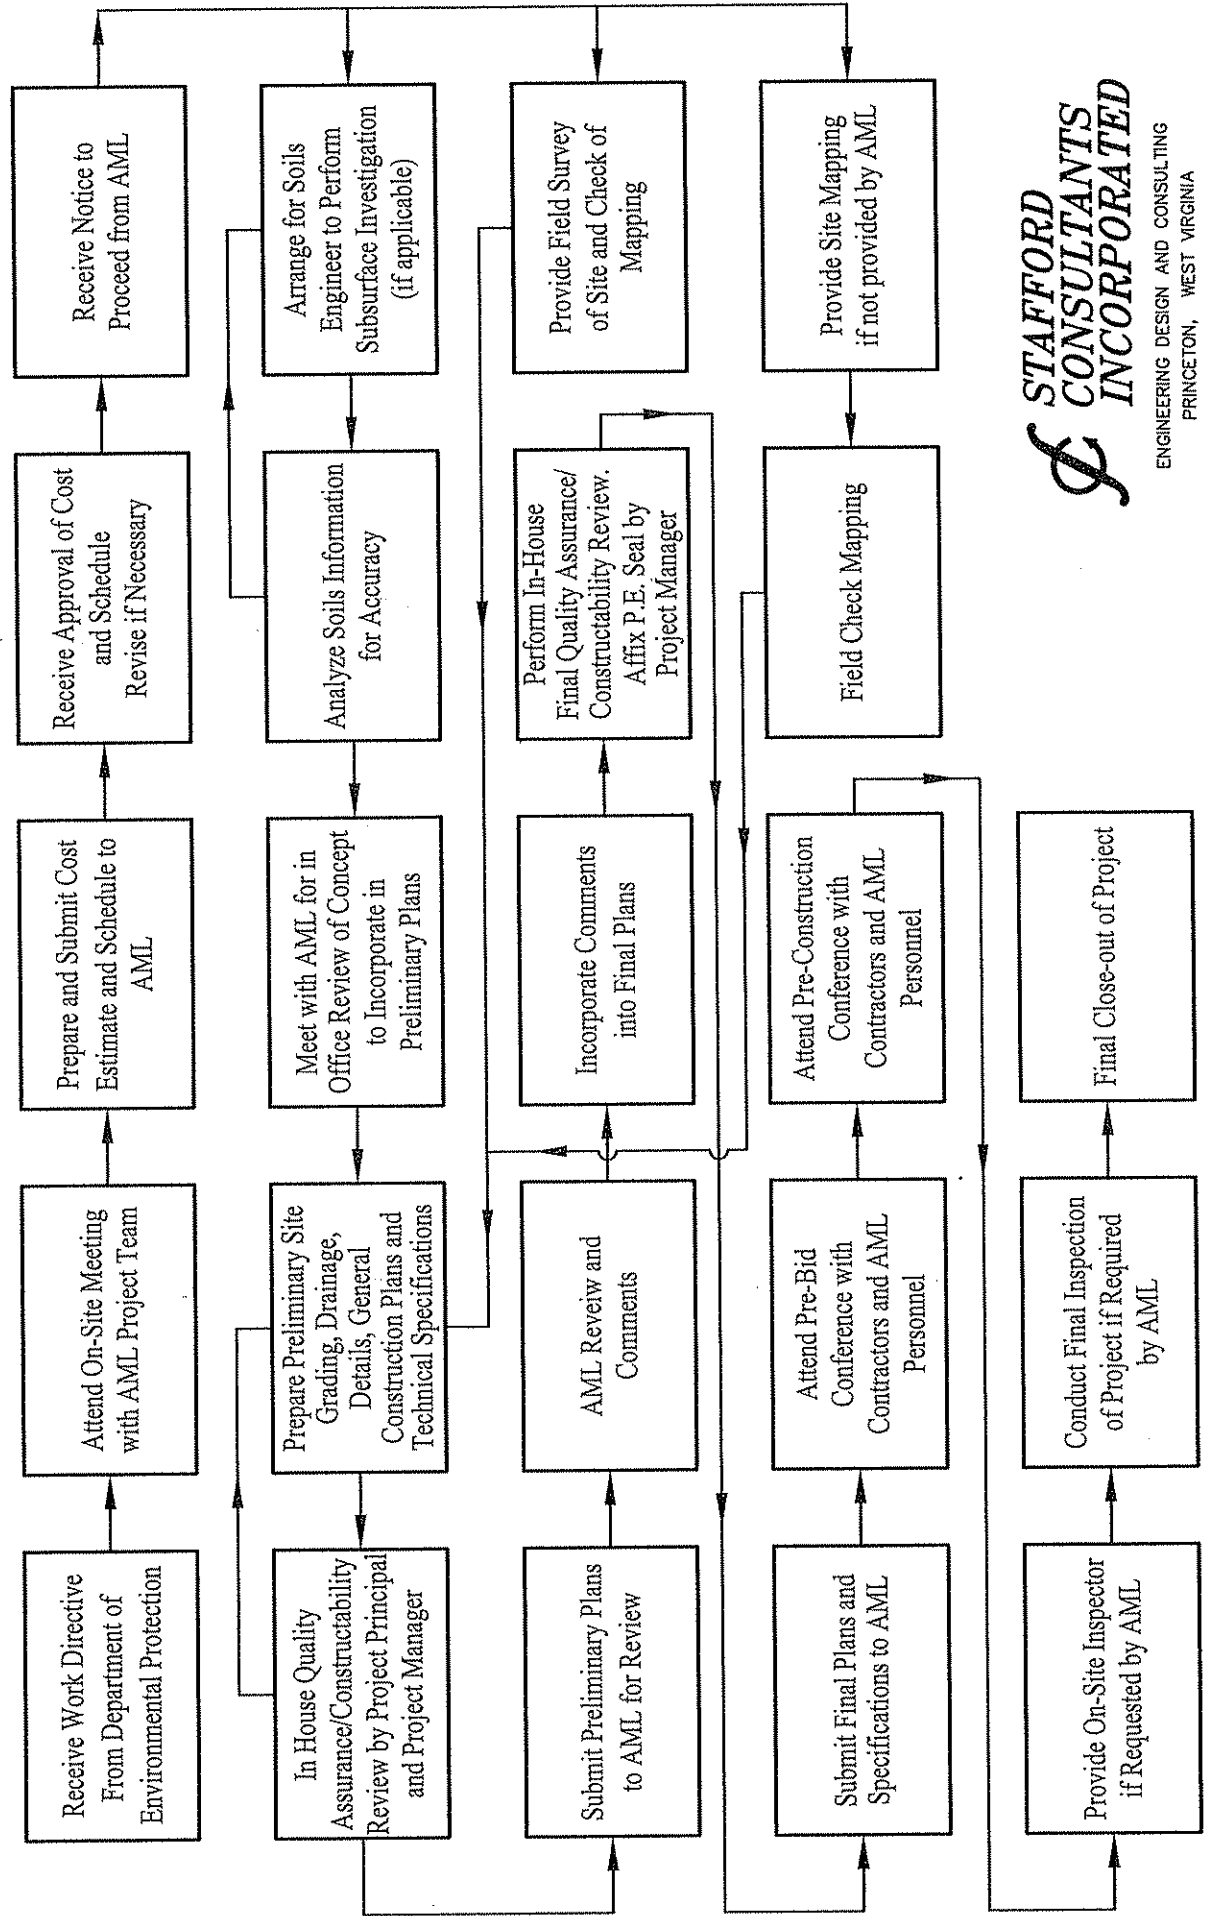 Receive Work Directive
From Department of
Environmental Protection
Attend On-Site Meeting
with AML Project Team
Prepare and Submit Cost
Estimate and Schedule to
AML
Receive Approval of Cost
and Schedule
Revise if Necessary
Receive Notice to
Proceed from AML
In House Quality
Assurance/Constructability
Review by Project Principal
and Project Manager
Prepare Preliminary Site
Grading, Drainage,
Details, General
Construction Plans and
Technical Specifications
Meet with AML for in
Office Review of Concept
to Incorporate in
Preliminary Plans
Analyze Soils Information
for Accuracy
Arrange for Soils
Engineer to Perform
Subsurface Investigation
(if applicable)
Submit Preliminary Plans
to AML for Review
AML Reveiw and
Comments
Incorporate Comments
into Final Plans
Perform In-House
Final Quality Assurance/
Constructability Review.
Affix P.E. Seal by
Project Manager
Provide Field Survey
of Site and Check of
Mapping
Submit Final Plans and
Specifications to AML
Attend Pre-Bid
Conference with
Contractors and AML
Personnel
Attend Pre-Construction
Conference with
Contractors and AML
Personnel
Field Check Mapping
Provide Site Mapping
if not provided by AML
Provide On-Site Inspector
if Requested by AML
Conduct Final Inspection
of Project if Required
by AML
Final Close-out of Project
STAFFORD
CONSULTANTS
INCORPORATED
ENGINEERING DESIGN AND CONSULTING
PRINCETON, WEST VIRGINIA